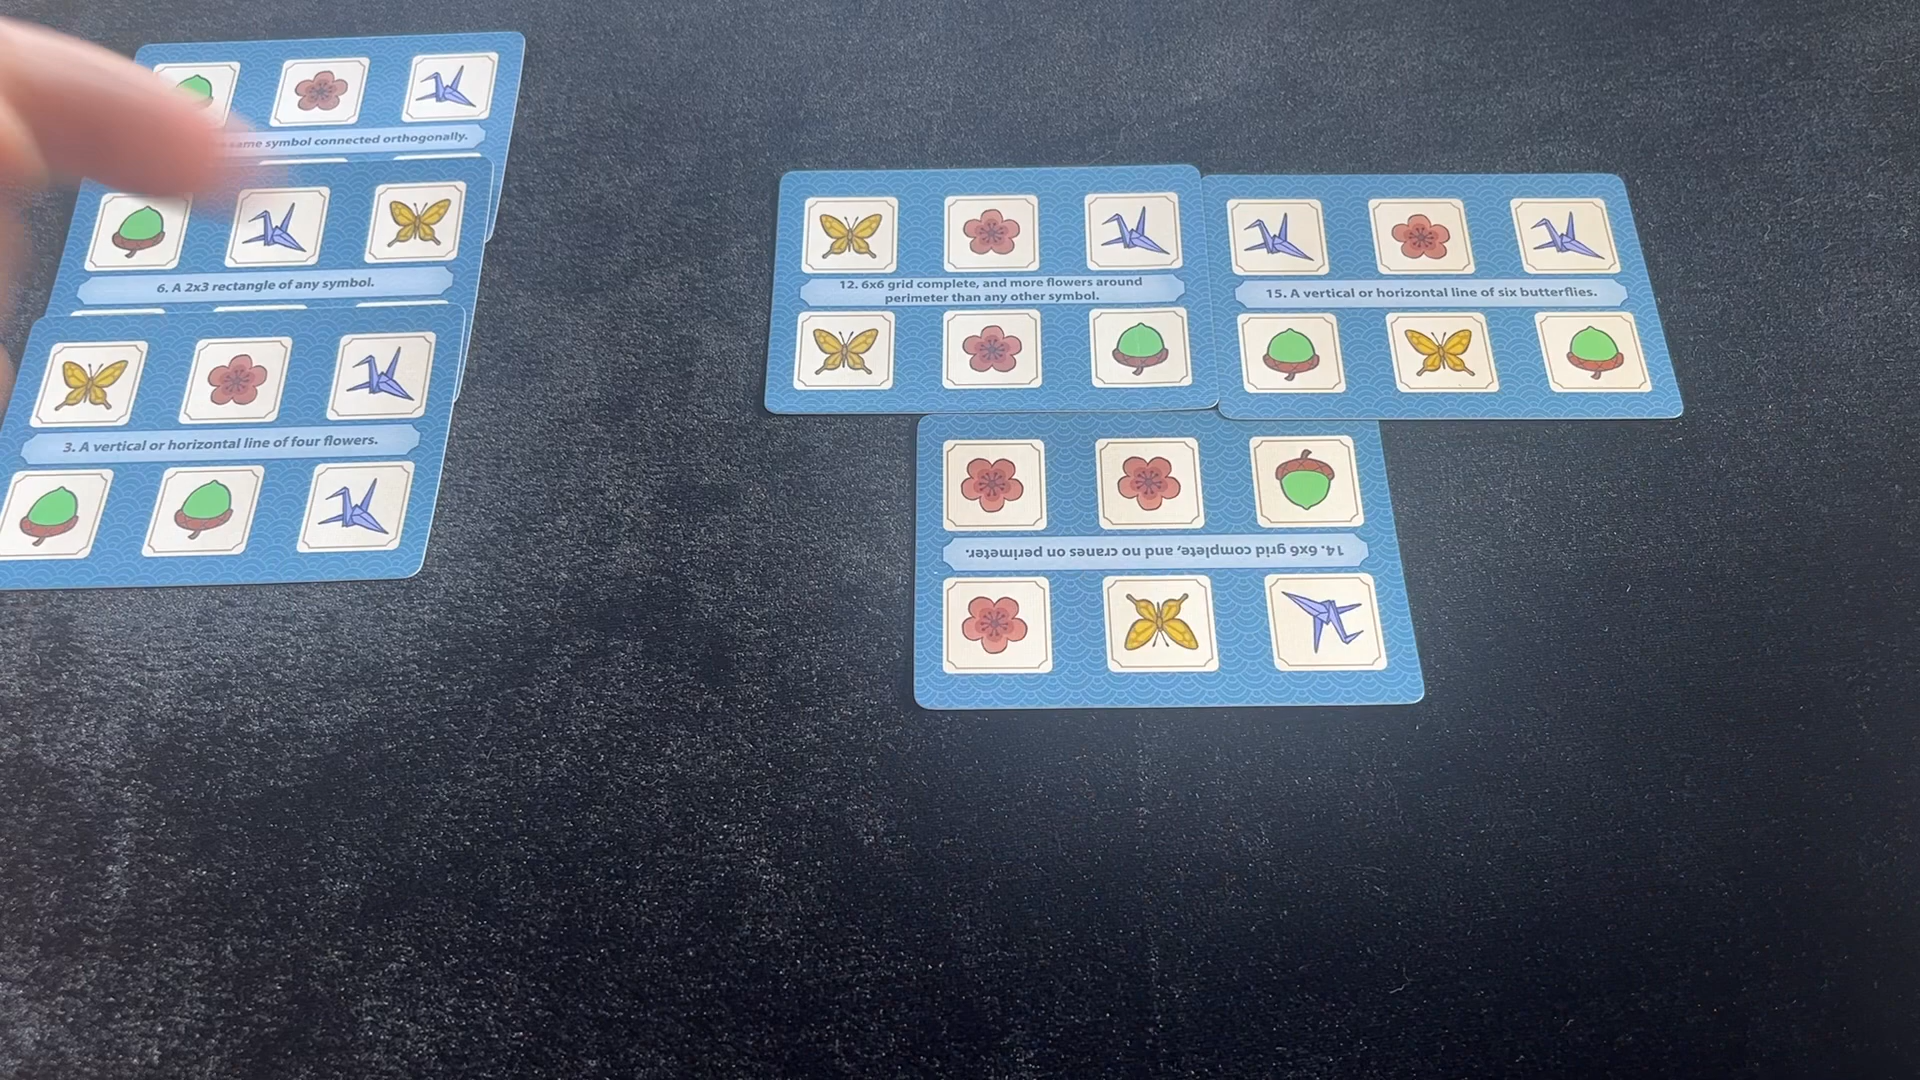 same symbol connected orthogonally.
6. A 2x3 rectangle of any symbol.
3. A vertical or horizontal line of four flowers.
12. 6x6 grid complete, and more flowers around
perimeter than any other symbol.
15. A vertical or horizontal line of six butterflies.
14. 6x6 grid complete, and no cranes on perimeter.